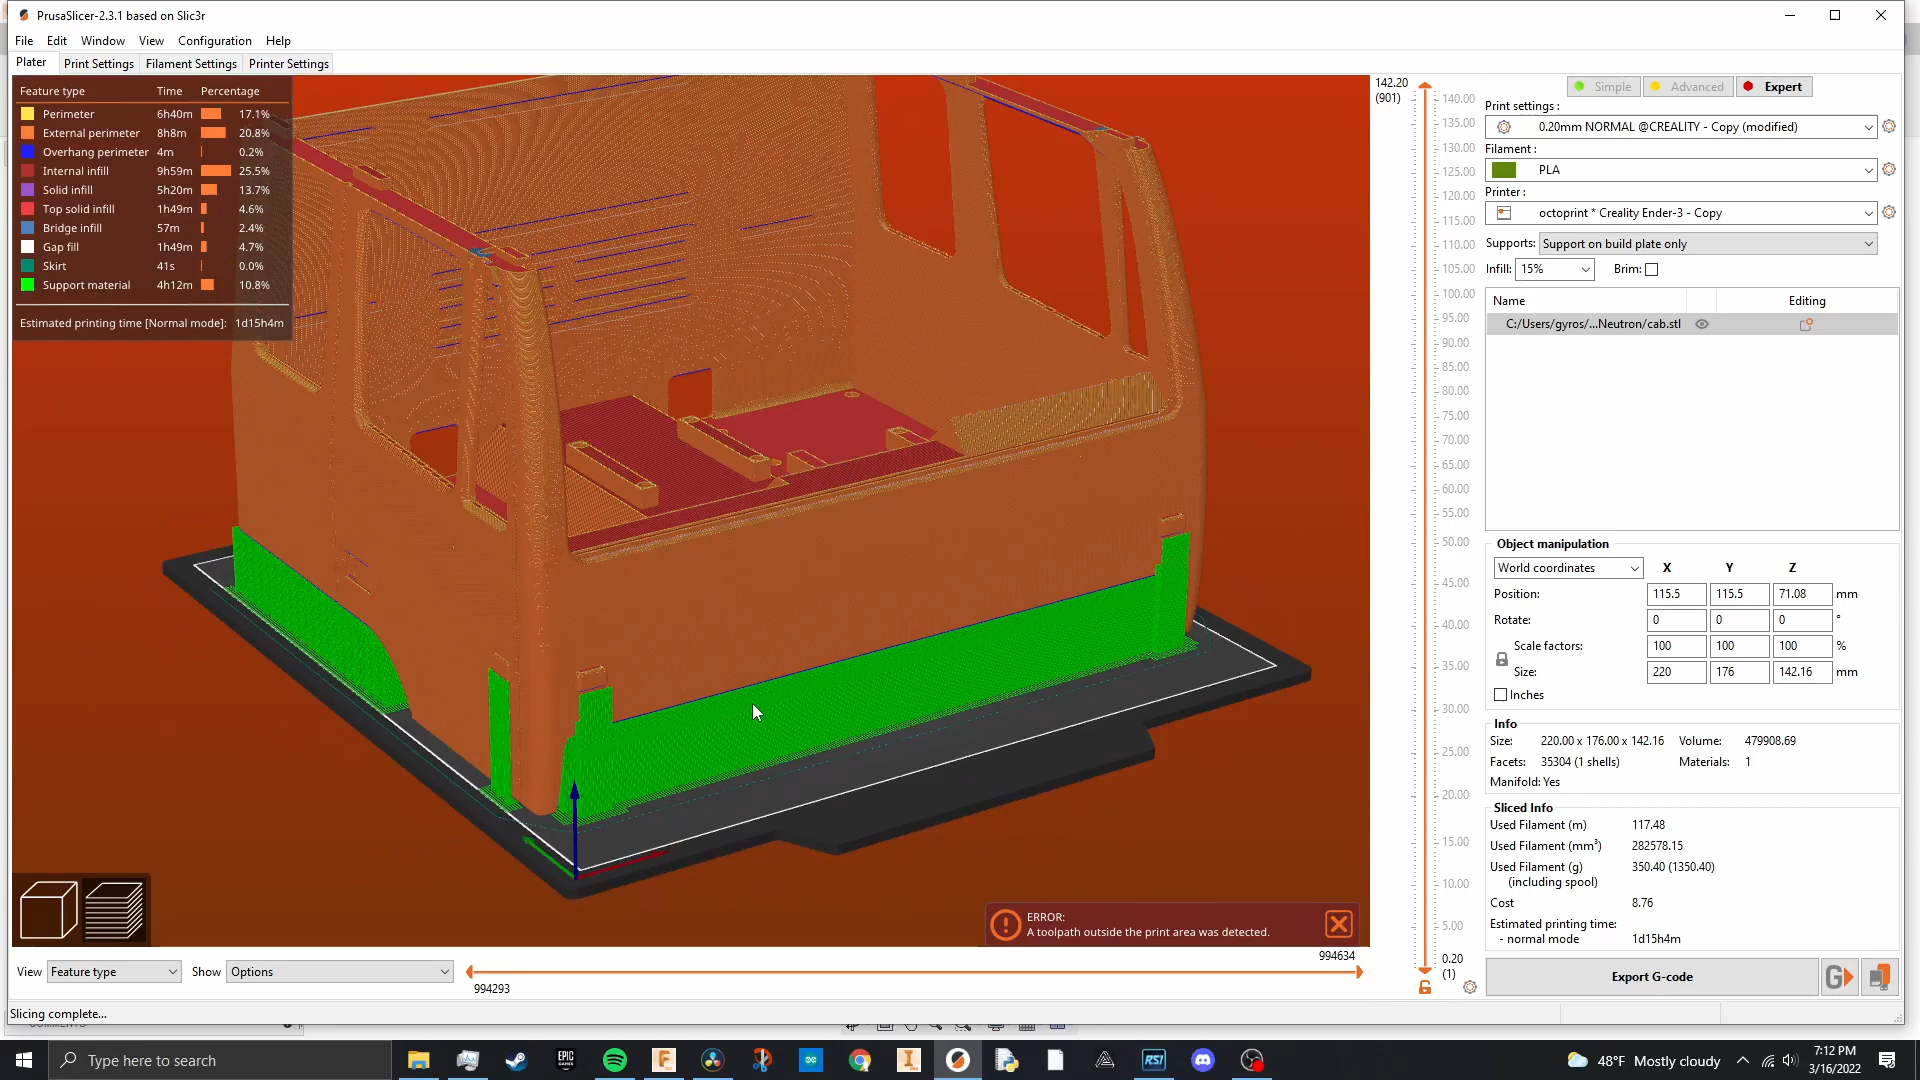 PrusaSlicer-2.3.1 based on Slic3r
File Edit Window View Configuration Help
Plater Print Settings Filament Settings Printer Settings
Feature type Time Percentage
Perimeter 6h40m 17.1%
External perimeter 8h8m 20.8%
Overhang perimeter 4m 0.2%
Internal infill 9h59m 25.5%
Solid infill 5h20m 13.7%
Top solid infill 1h49m 4.6%
Bridge infill 57m 2.4%
Gap fill 1h49m 4.7%
Skirt 41s 0.0%
Support material 4h12m 10.8%
Estimated printing time [Normal mode]: 1d15h4m
142.20
(901)
140.00
135.00
130.00
125.00
120.00
115.00
110.00
105.00
100.00
95.00
90.00
85.00
80.00
75.00
70.00
65.00
60.00
55.00
50.00
45.00
40.00
35.00
30.00
25.00
20.00
15.00
10.00
5.00
0.20
(1)
Simple Advanced Expert
Print settings :
0.20mm NORMAL @CREALITY - Copy (modified)
Filament :
PLA
Printer :
octoprint * Creality Ender-3 - Copy
Supports: Support on build plate only
Infill: 15% Brim:
Name Editing
C:/Users/gyros/...Neutron/cab.stl
Object manipulation
World coordinates X Y Z
Position: 115.5 115.5 71.08 mm
Rotate: 0 0 0 °
Scale factors: 100 100 100 %
Size: 220 176 142.16 mm
Inches
Info
Size: 220.00 x 176.00 x 142.16 Volume: 479908.69
Facets: 35304 (1 shells) Materials: 1
Manifold: Yes
Sliced Info
Used Filament (m) 117.48
Used Filament (mm³) 282578.15
Used Filament (g) 350.40 (1350.40)
(including spool)
Cost 8.76
Estimated printing time:
- normal mode 1d15h4m
Export G-code
ERROR:
A toolpath outside the print area was detected.
View Feature type Show Options
994634
994293
Slicing complete...
Type here to search
EPIC
GAMES
RSI
48°F Mostly cloudy
7:12 PM
3/16/2022